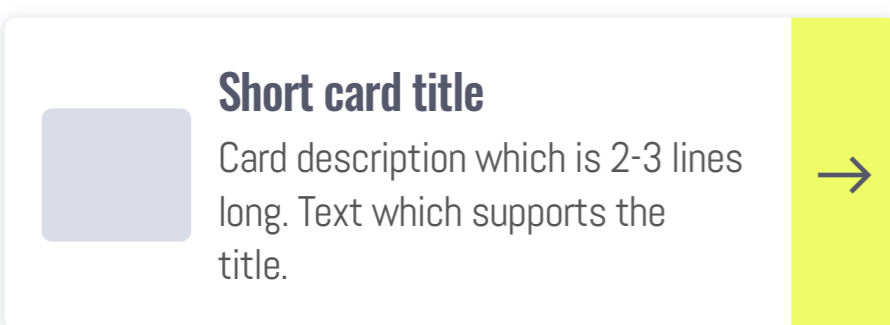 Short card title
Card description which is 2-3 lines
long. Text which supports the
title.